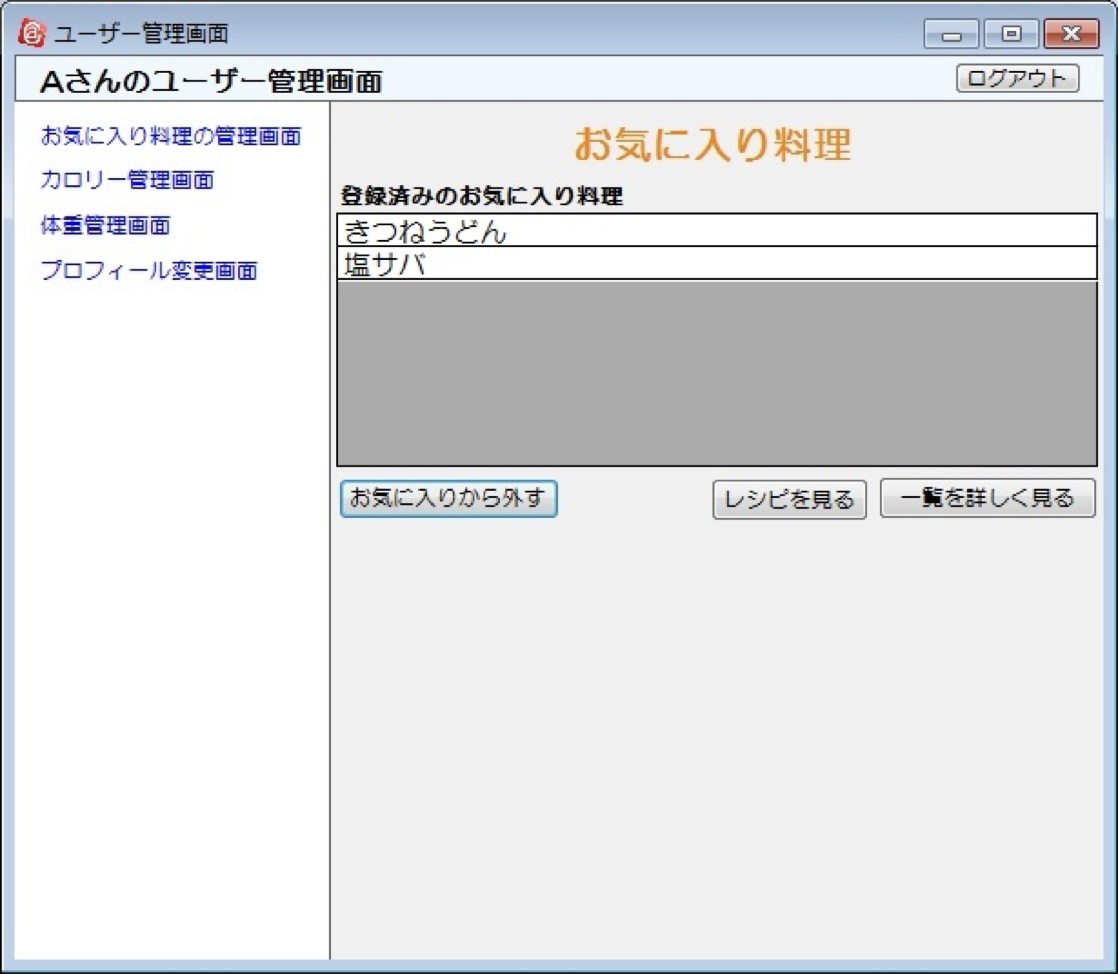 ユーザー管理画面
Aさんのユーザー管理画面
ログアウト
お気に入り料理の管理画面
カロリー管理画面
体重管理画面
プロフィール変更画面
お気に入り料理
登録済みのお気に入り料理
きつねうどん
塩サバ
お気に入りから外す
レシピを見る
一覧を詳しく見る